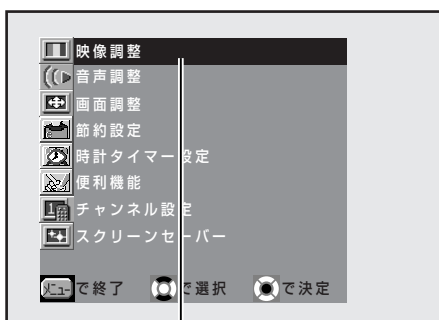 映像調整
音声調整
画面調整
節約設定
時計タイマー設定
便利機能
チャンネル設定
スクリーンセーバー
メニューで終了 で選択 で決定